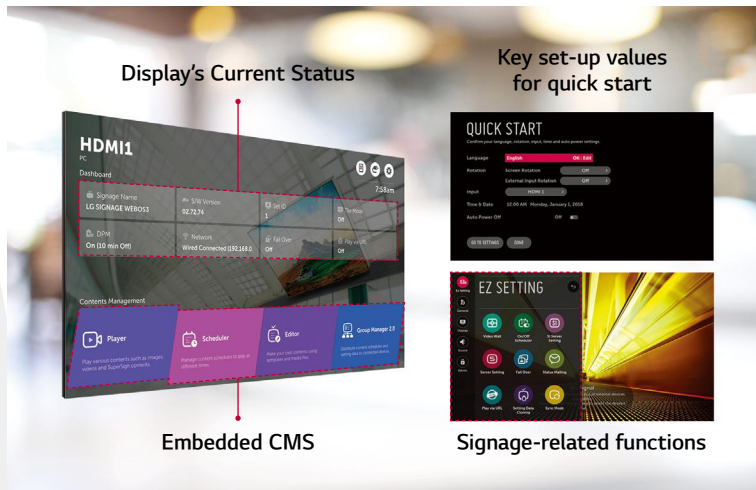 Display's Current Status
Key set-up values
for quick start
HDMI1
PC
Dashboard
7:58am
Signage Name
LG SIGNAGE WEBOS3
S/W Version
02.72.74
Set ID
1
Tile Mode
Off
DPM
On (10 min Off)
Network
Wired Connected (192.168.0.
Fail Over
Off
Play via URL
Off
Contents Management
Player
Play various contents such as images,
videos and SuperSign contents.
Scheduler
Manage content schedules to play at
different times.
Editor
Make your own contents using
templates and media files.
Group Manager 2.0
Distribute content schedules and
setting data to connected devices.
Embedded CMS
QUICK START
Confirm your language, rotation, input, time and auto power settings
Language
English
OK : Edit
Rotation
Screen Rotation
Off
External Input Rotation
Off
Input
HDMI 1
Time & Date
12:00 AM Monday, January 1, 2018
Auto Power Off
Off
GO TO SETTINGS
DONE
EZ SETTING
Ez Setting
General
Display
Sound
Admin
Video Wall
On/Off
Scheduler
SI Server
Setting
Server Setting
Fail Over
Status Mailing
Play via URL
Setting Data
Cloning
Sync Mode
Signage-related functions